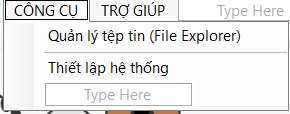 CÔNG CỤ TRỢ GIÚP Type Here
Quản lý tệp tin (File Explorer)
Thiết lập hệ thống
Type Here